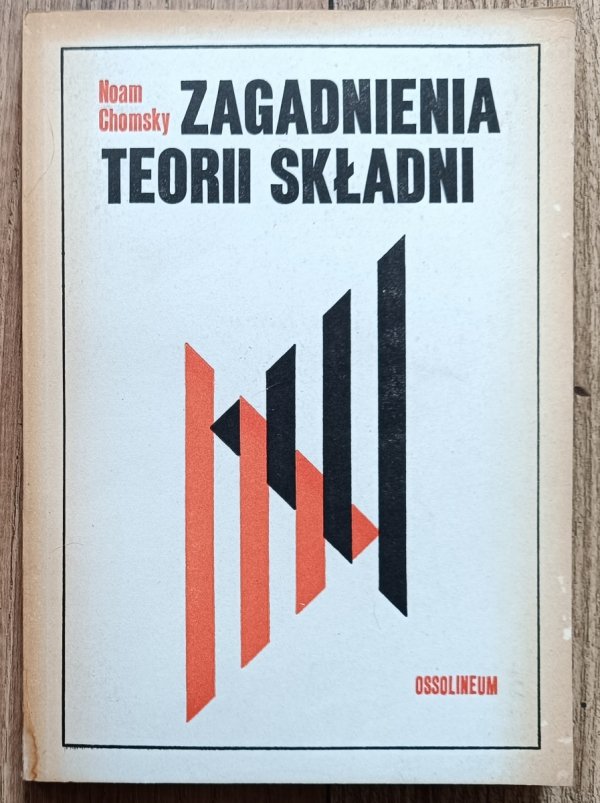 Noam
Chomsky ZAGADNIENIA
TEORII SKŁADNI
OSSOLINEUM